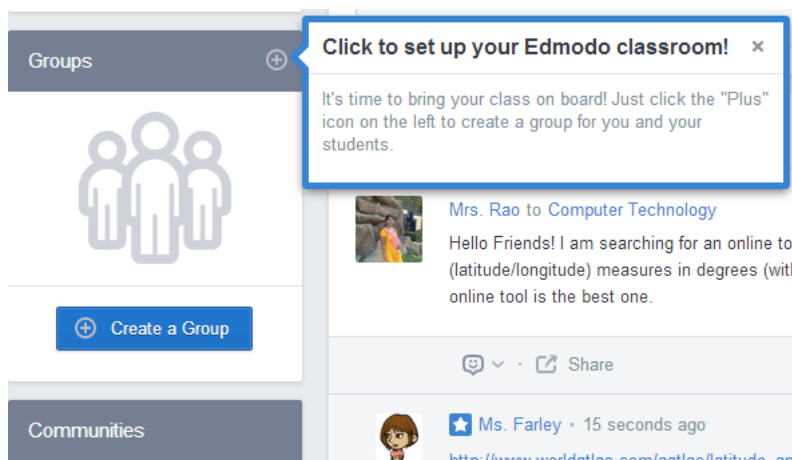 Groups
Create a Group
Communities
Click to set up your Edmodo classroom! ×
It's time to bring your class on board! Just click the "Plus"
icon on the left to create a group for you and your
students.
Mrs. Rao to Computer Technology
Hello Friends! I am searching for an online
(latitude/longitude) measures in degrees
online tool is the best one.
· Share
Ms. Farley • 15 seconds ago